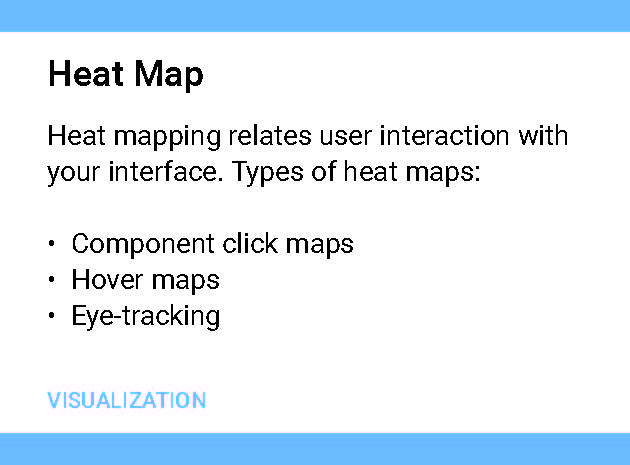 Heat Map
Heat mapping relates user interaction with
your interface. Types of heat maps:
• Component click maps
• Hover maps
• Eye-tracking
VISUALIZATION